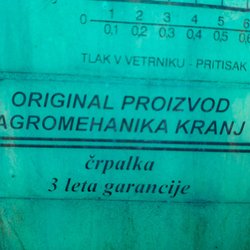 0 1 2 3 4 5 6
0.1 0.2 0.3 0.4 0.5 0.6
TLAK V VETRNIKU - PRITISAK
ORIGINAL PROIZVOD
AGROMEHANIKA KRANJ
črpalka
3 leta garancije